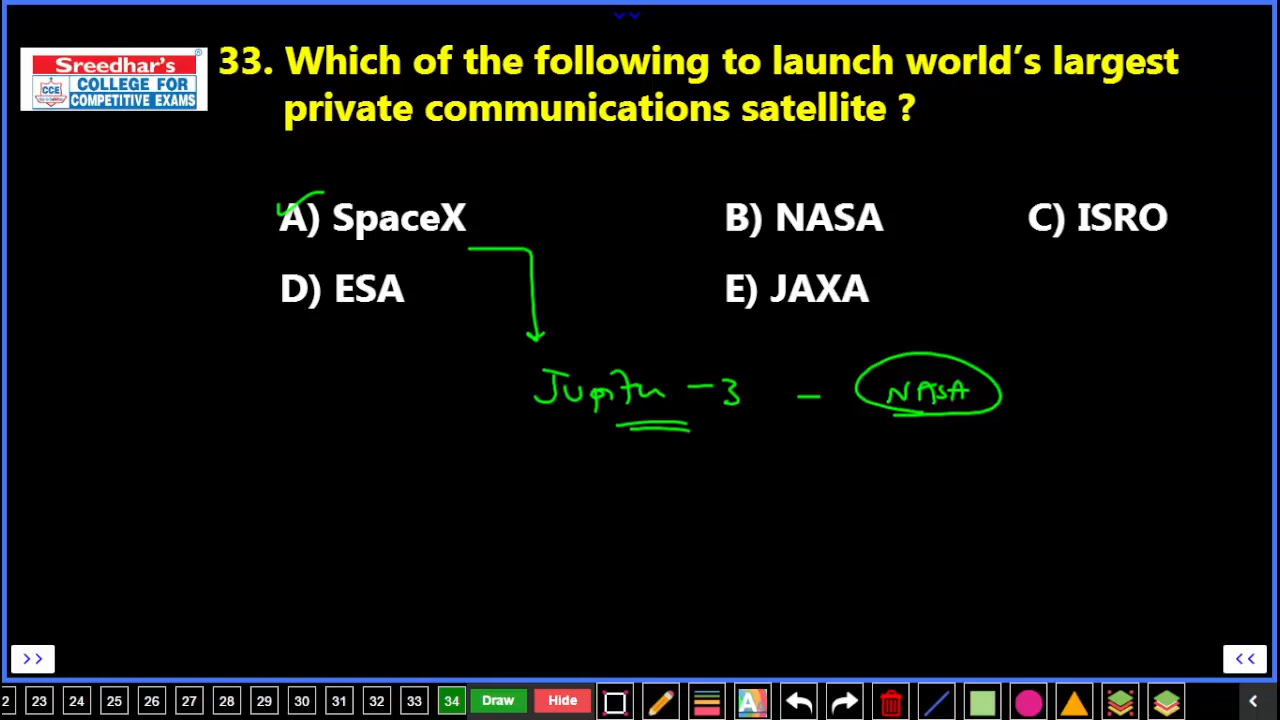 Sreedhar's
CCE
COLLEGE FOR
COMPETITIVE EXAMS
®
33. Which of the following to launch world’s largest
private communications satellite ?
A) SpaceX
B) NASA
C) ISRO
D) ESA
E) JAXA
Jupiter - 3 - NASA
>>
<<
2 23 24 25 26 27 28 29 30 31 32 33 34 Draw Hide A <